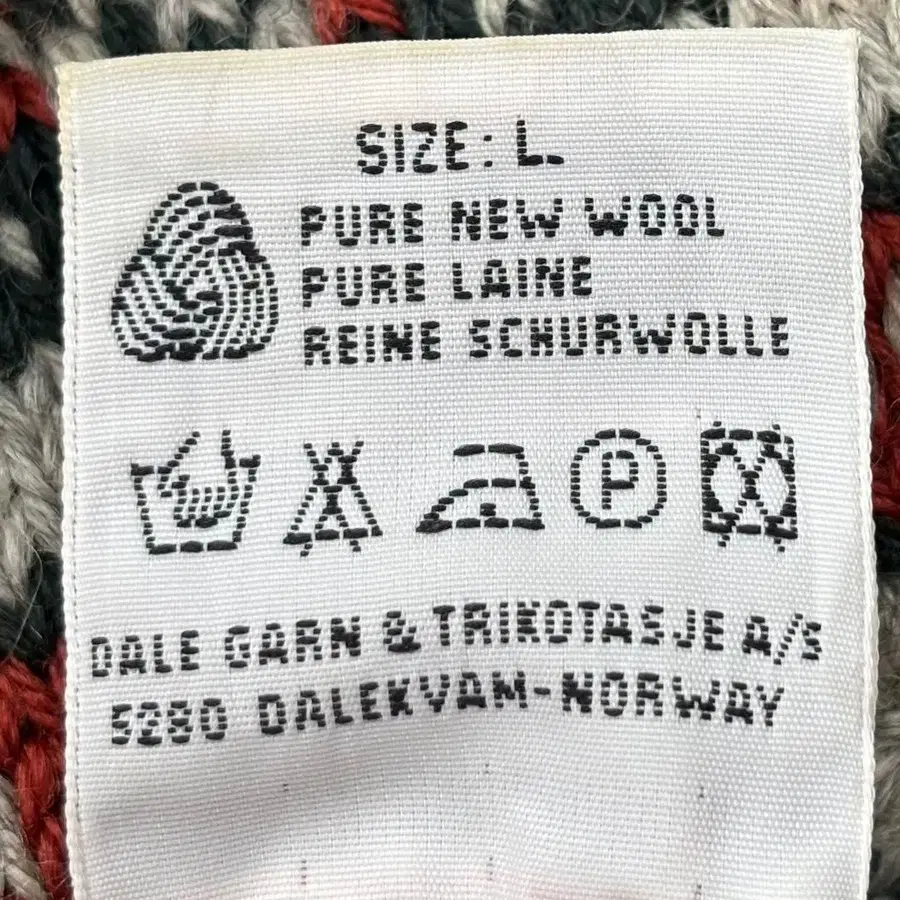 SIZE: L.
PURE NEW WOOL
PURE LAINE
REINE SCHURWOLLE
P
DALE GARN & TRIKOTASJE A/S
5280 DALEKVAM-NORWAY